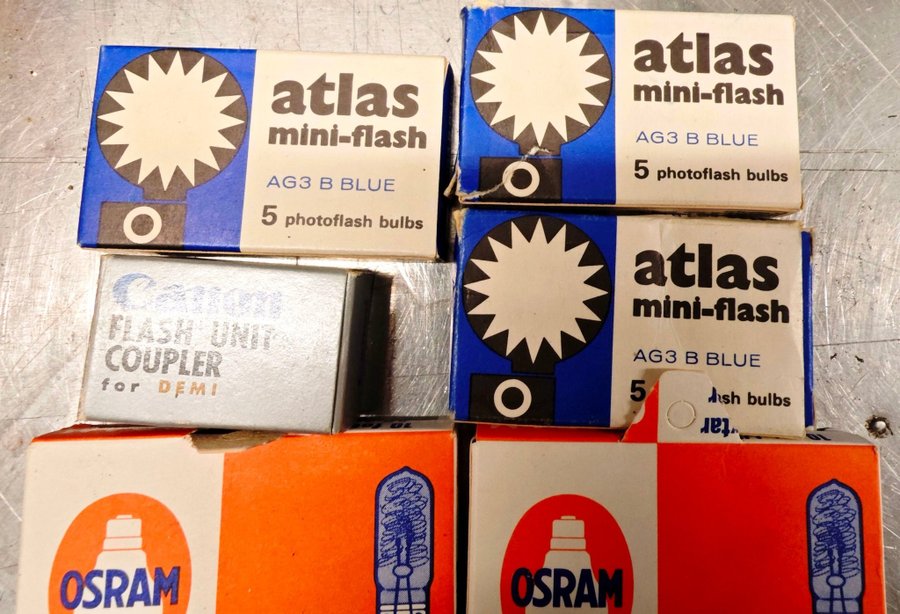 atlas
mini-flash
AG3 B BLUE
5 photoflash bulbs
atlas
mini-flash
AG3 B BLUE
5 photoflash bulbs
Canon
FLASH UNIT
COUPLER
for DEMI
atlas
mini-flash
AG3 B BLUE
5 ash bulbs
OSRAM
OSRAM